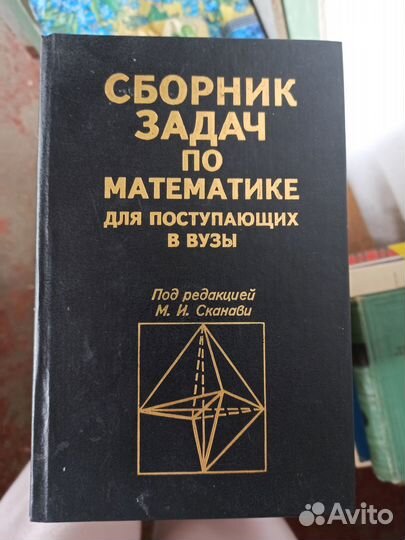 СБОРНИК
ЗАДАЧ
ПО
МАТЕМАТИКЕ
ДЛЯ ПОСТУПАЮЩИХ
В ВУЗЫ
Под редакцией
М. И. Сканави
Avito